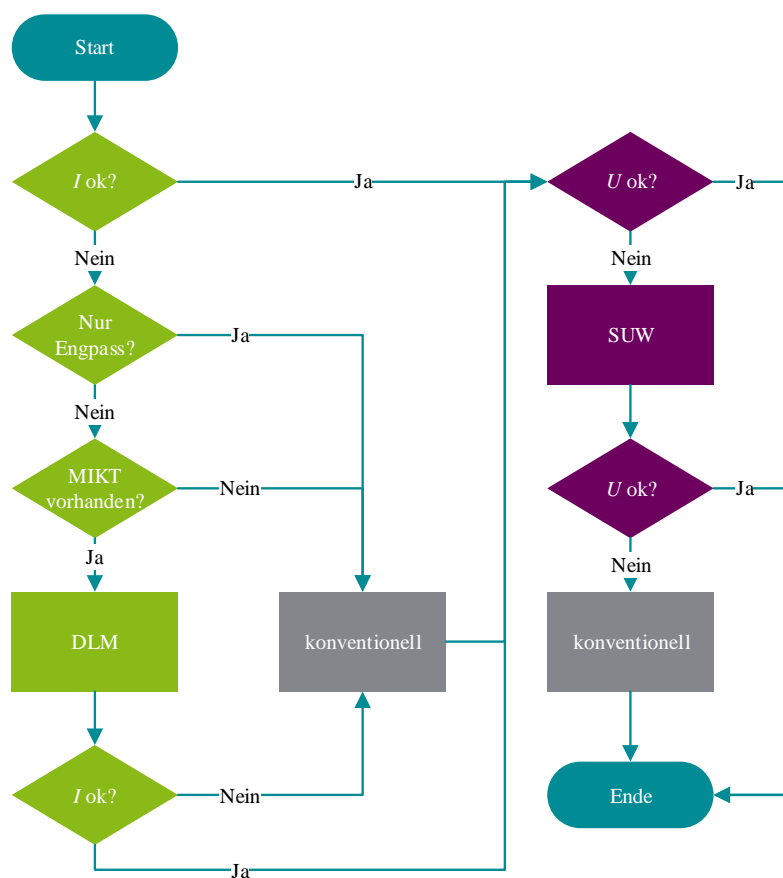 Start
I ok?
Ja
U ok?
Ja
Nein
Nein
Nur
Engpass?
Ja
SUW
Nein
MIKT
vorhanden?
Nein
U ok?
Ja
Ja
Nein
DLM
konventionell
konventionell
I ok?
Nein
Ende
Ja